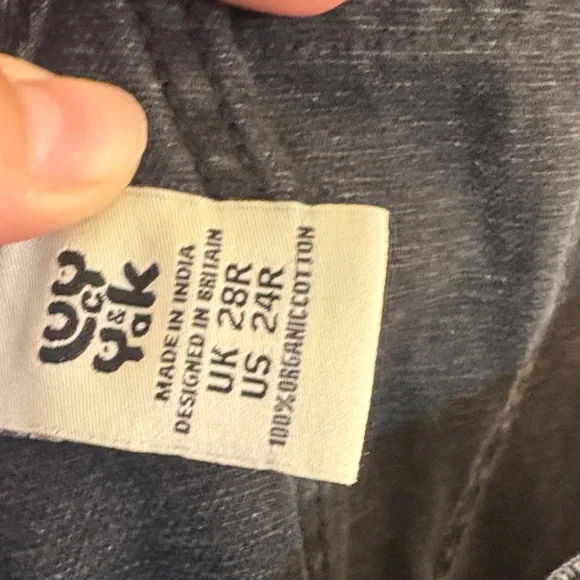 Lucy
& Yak
MADE IN INDIA
DESIGNED IN BRITAIN
UK 28R
US 24R
100%ORGANICCOTTON